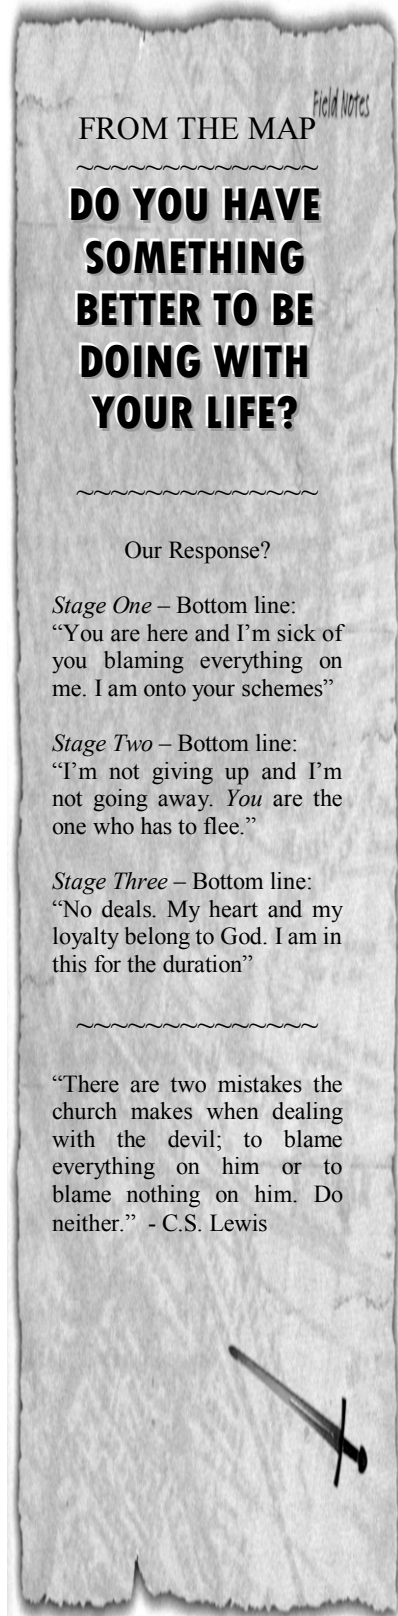 Field Notes
FROM THE MAP
~~~~~~~~~~~~~~
DO YOU HAVE
SOMETHING
BETTER TO BE
DOING WITH
YOUR LIFE?
~~~~~~~~~~~~~~
Our Response?
Stage One – Bottom line:
“You are here and I’m sick of
you blaming everything on
me. I am onto your schemes”
Stage Two – Bottom line:
“I’m not giving up and I’m
not going away. You are the
one who has to flee.”
Stage Three – Bottom line:
“No deals. My heart and my
loyalty belong to God. I am in
this for the duration”
~~~~~~~~~~~~~~
“There are two mistakes the
church makes when dealing
with the devil; to blame
everything on him or to
blame nothing on him. Do
neither.” - C.S. Lewis